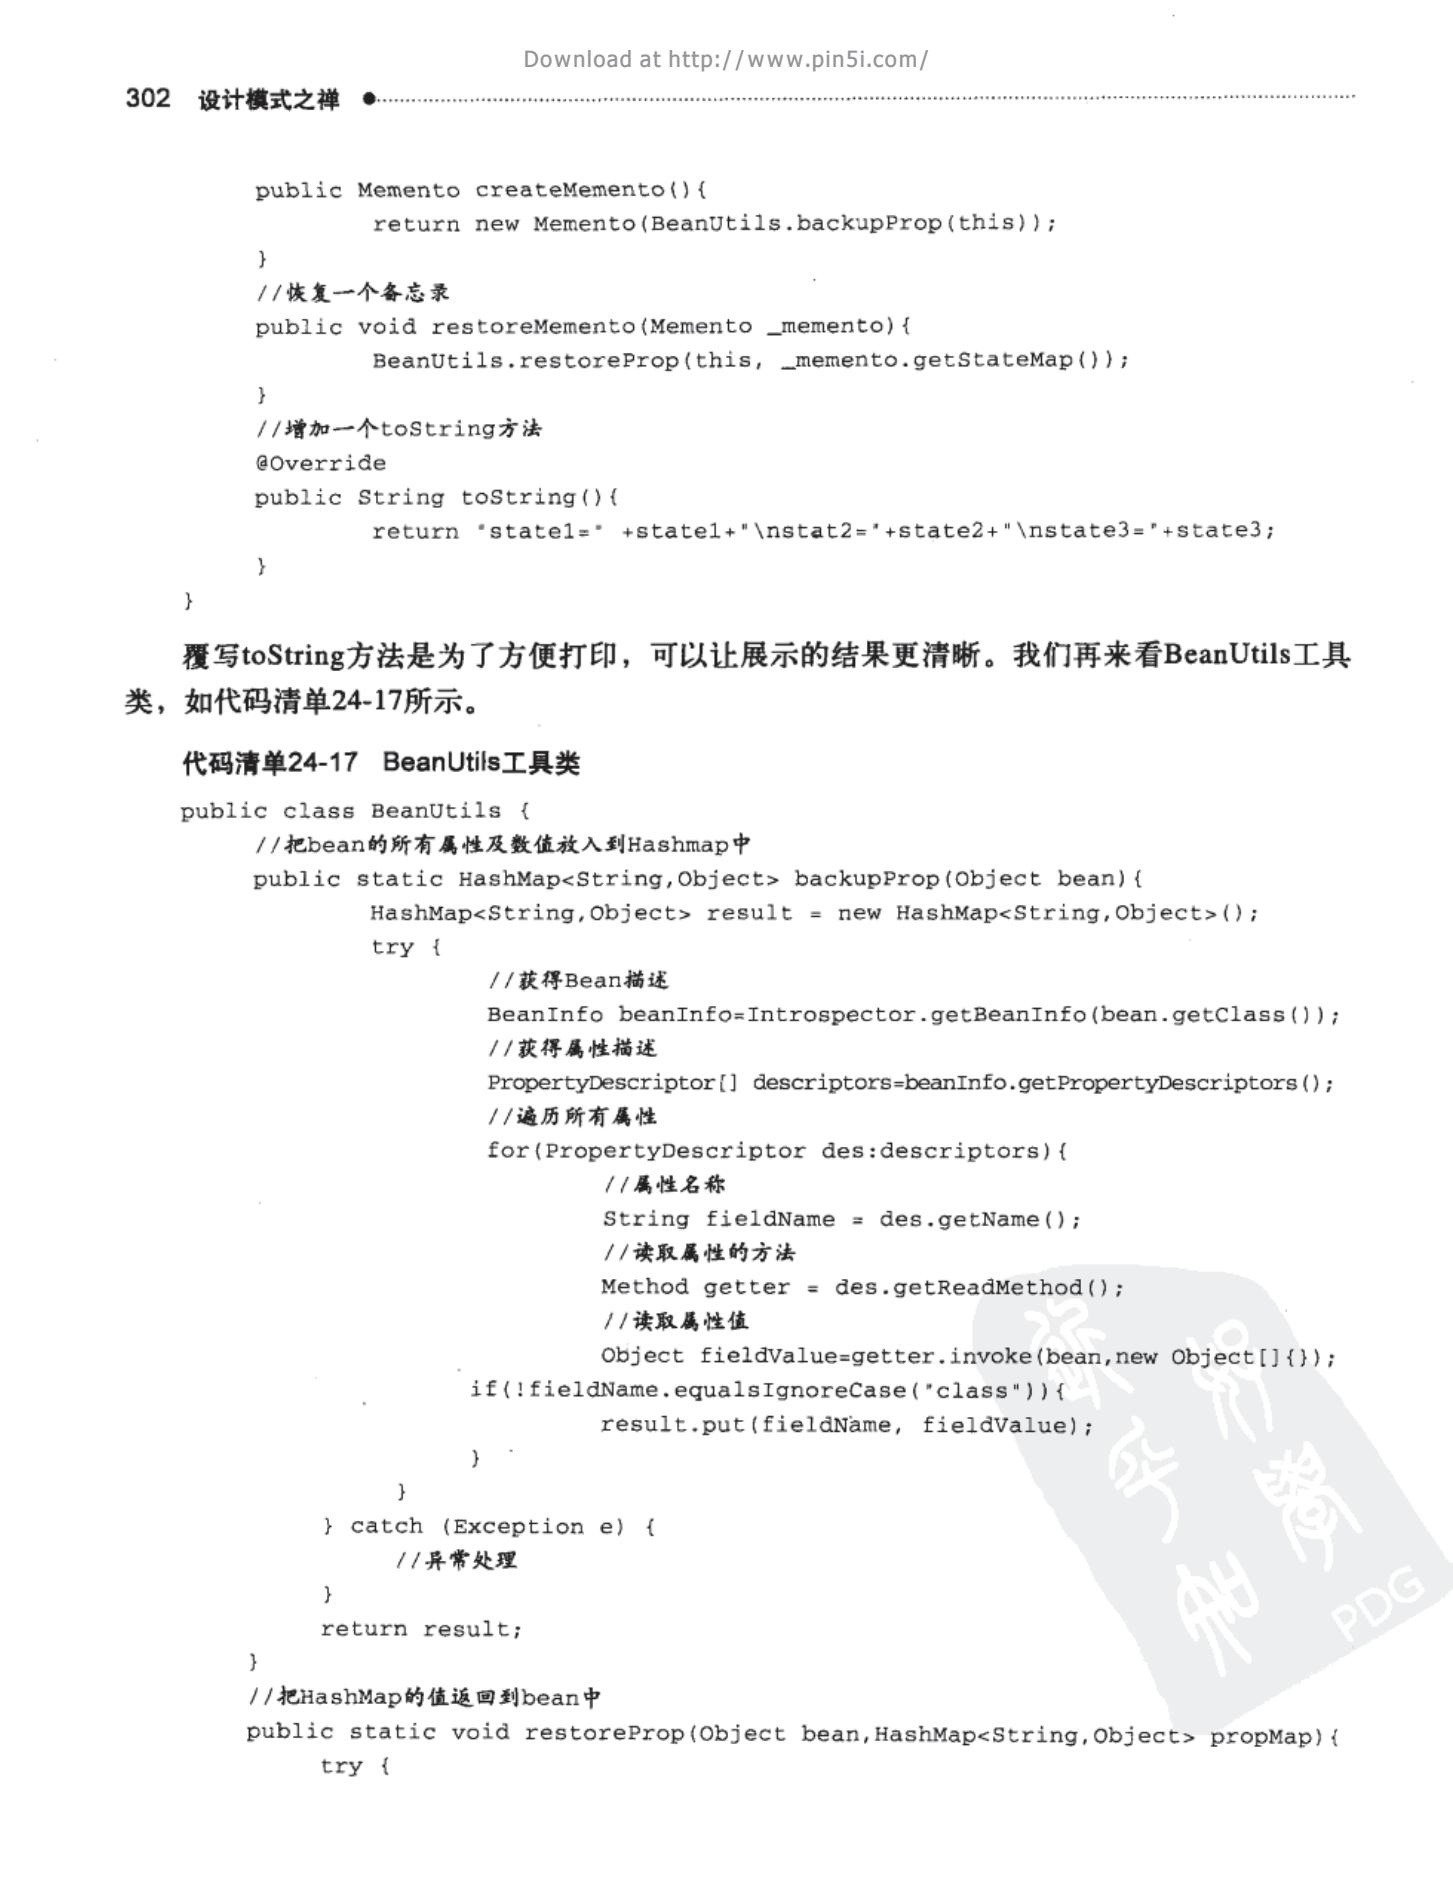 Download at http://www.pin5i.com/
302 设计模式之禅
public Memento createMemento(){
return new Memento(BeanUtils.backupProp(this));
}
//恢复一个备忘录
public void restoreMemento(Memento _memento){
BeanUtils.restoreProp(this, _memento.getStateMap());
}
//增加一个toString方法
@Override
public String toString(){
return "state1=" +state1+"\nstat2="+state2+"\nstate3="+state3;
}
}
覆写toString方法是为了方便打印，可以让展示的结果更清晰。我们再来看BeanUtils工具
类，如代码清单24-17所示。
代码清单24-17 BeanUtils工具类
public class BeanUtils {
//把bean的所有属性及数值放入到Hashmap中
public static HashMap<String,Object> backupProp(Object bean){
HashMap<String,Object> result = new HashMap<String,Object>();
try {
//获得Bean描述
BeanInfo beanInfo=Introspector.getBeanInfo(bean.getClass());
//获得属性描述
PropertyDescriptor[] descriptors=beanInfo.getPropertyDescriptors();
//遍历所有属性
for(PropertyDescriptor des:descriptors){
//属性名称
String fieldName = des.getName();
//读取属性的方法
Method getter = des.getReadMethod();
//读取属性值
Object fieldValue=getter.invoke(bean,new Object[]{});
if(!fieldName.equalsIgnoreCase("class")){
result.put(fieldName, fieldValue);
}
}
} catch (Exception e) {
//异常处理
}
return result;
}
//把HashMap的值返回到bean中
public static void restoreProp(Object bean,HashMap<String,Object> propMap){
try {
PDG